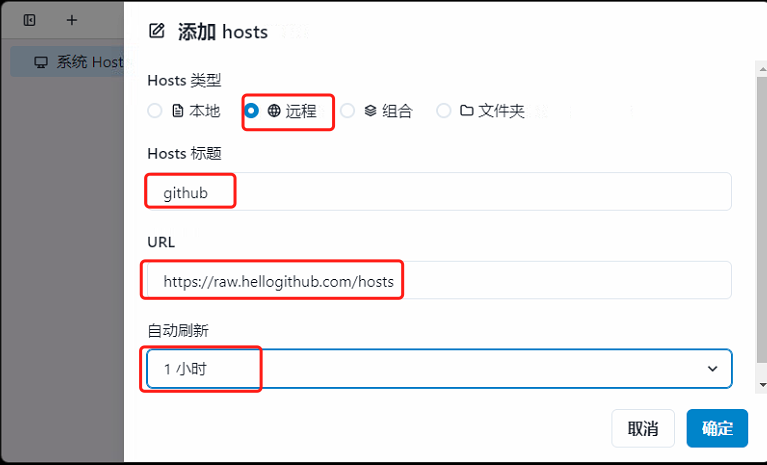 添加 hosts
系统 Hosts
Hosts 类型
本地 远程 组合 文件夹
Hosts 标题
github
URL
https://raw.hellogithub.com/hosts
自动刷新
1 小时
取消 确定